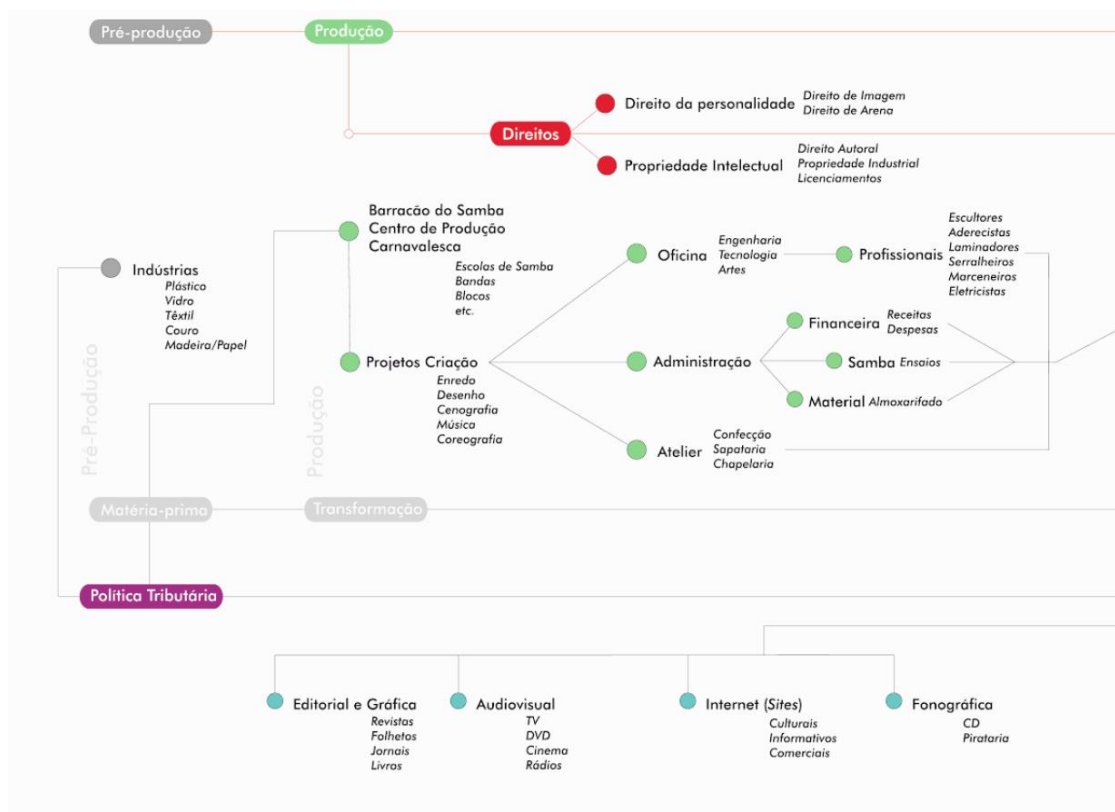 Pré-produção
Produção
Direitos
Direito da personalidade
Direito de Imagem
Direito de Arena
Propriedade Intelectual
Direito Autoral
Propriedade Industrial
Licenciamentos
Indústrias
Plástico
Vidro
Têxtil
Couro
Madeira/Papel
Pré-Produção
Barracão do Samba
Centro de Produção
Carnavalesca
Escolas de Samba
Bandas
Blocos
etc.
Projetos Criação
Enredo
Desenho
Cenografia
Música
Coreografia
Produção
Oficina
Engenharia
Tecnologia
Artes
Profissionais
Escultores
Aderecistas
Laminadores
Serralheiros
Marceneiros
Eletricistas
Administração
Financeira
Receitas
Despesas
Samba Ensaios
Material Almoxarifado
Atelier
Confecção
Sapataria
Chapelaria
Matéria-prima
Transformação
Política Tributária
Editorial e Gráfica
Revistas
Folhetos
Jornais
Livros
Audiovisual
TV
DVD
Cinema
Rádios
Internet (Sites)
Culturais
Informativos
Comerciais
Fonográfica
CD
Pirataria